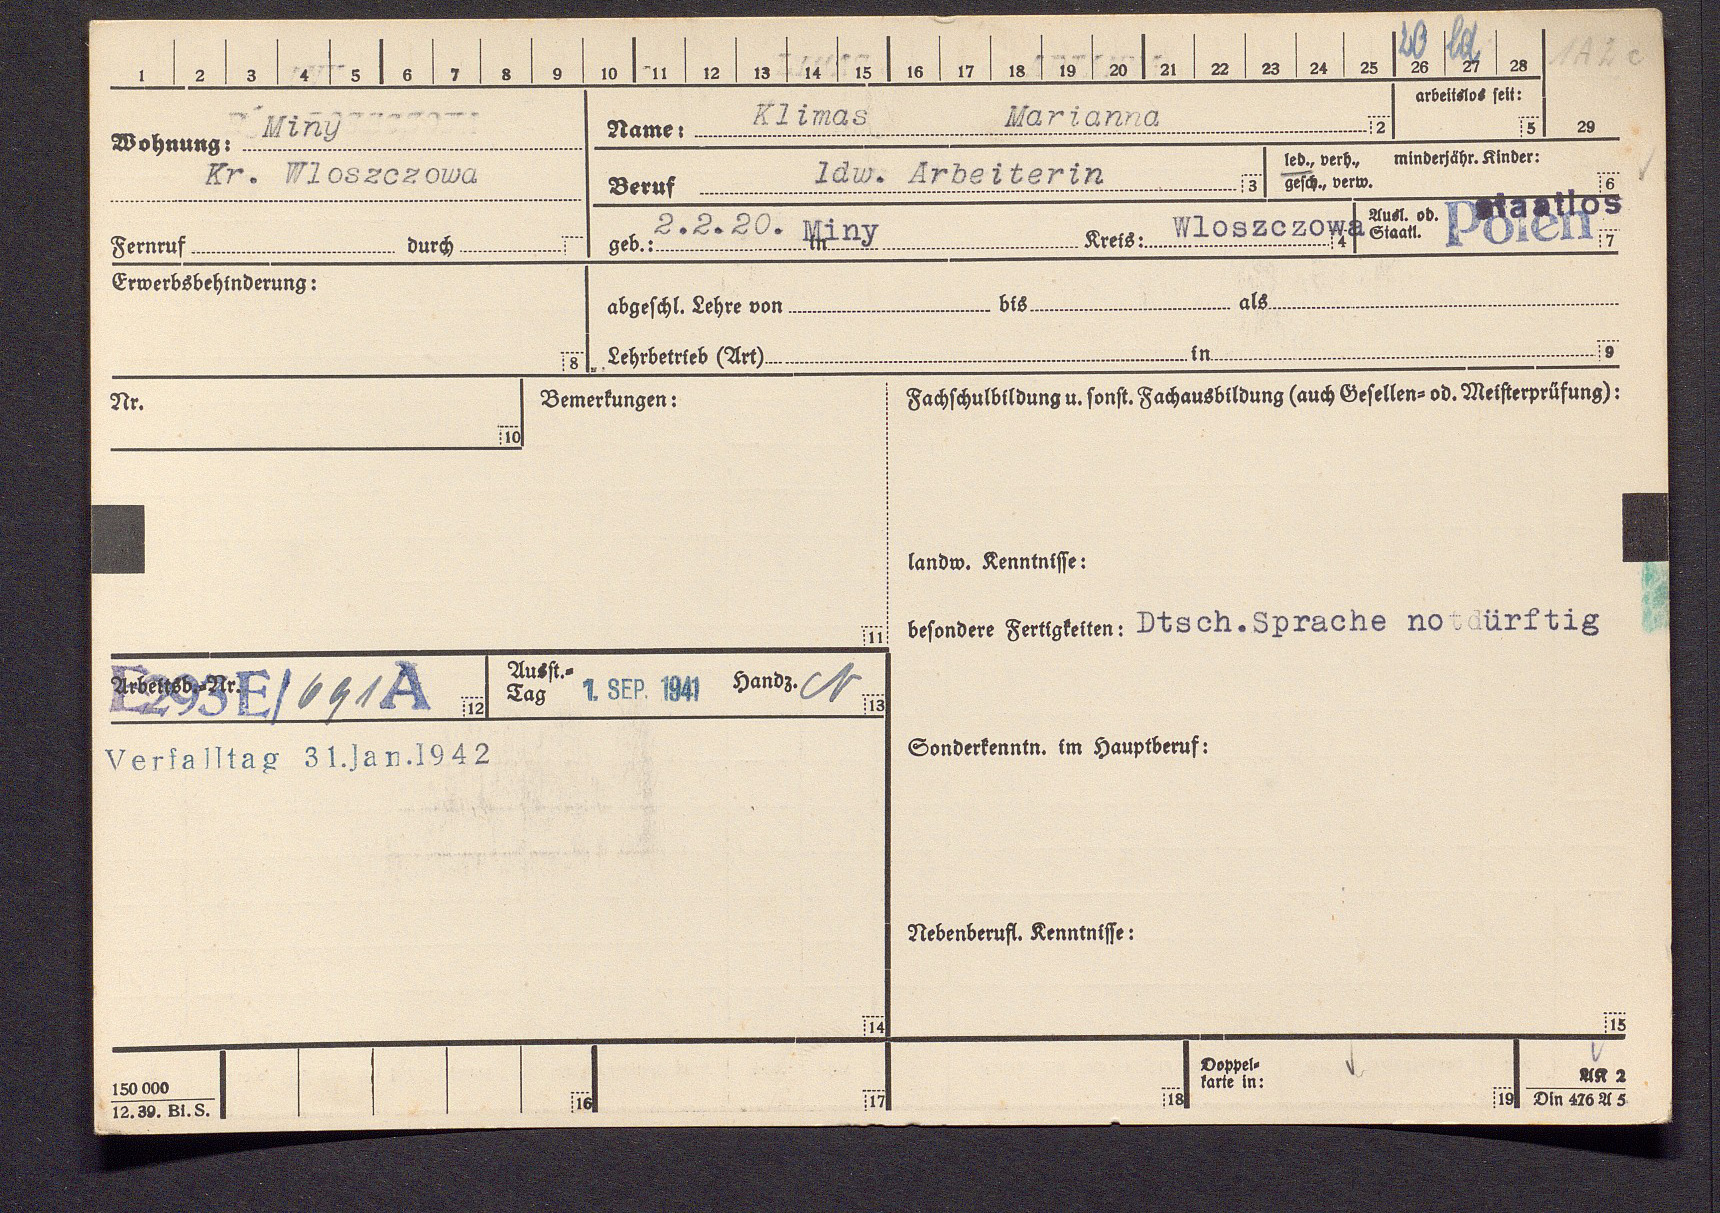 1 2 3 4 5 6 7 8 9 10 11 12 13 14 15 16 17 18 19 20 21 22 23 24 25 26 27 28
20
1A2c
arbeitslos seit:
5
29
Wohnung: Miny
Kr. Wloszczowa
Name: Klimas Marianna 2
Beruf ldw. Arbeiterin 3
led., verh., gesch., verw.
minderjähr. Kinder:
6
Fernruf durch
geb.: 2.2.20. in Miny Kreis: Wloszczowa 4
Ausl. od. Staatl. Polen staatlos 7
Erwerbsbehinderung:
8
abgeschl. Lehre von bis als
Lehrbetrieb (Art) in 9
Nr.
10
Bemerkungen:
11
Fachschulbildung u. sonst. Fachausbildung (auch Gesellen- od. Meisterprüfung):
landw. Kenntnisse:
besondere Fertigkeiten: Dtsch.Sprache notdürftig
Arbeitsb.-Nr. E293E/691A 12
Ausst.-Tag 1. SEP. 1941 Handz. 13
Verfalltag 31.Jan.1942
Sonderkenntn. im Hauptberuf:
Nebenberufl. Kenntnisse:
14
15
150 000
12. 39. Bl. S.
16
17
18
Doppel-
karte in:
19
AK 2
Din 476 A 5